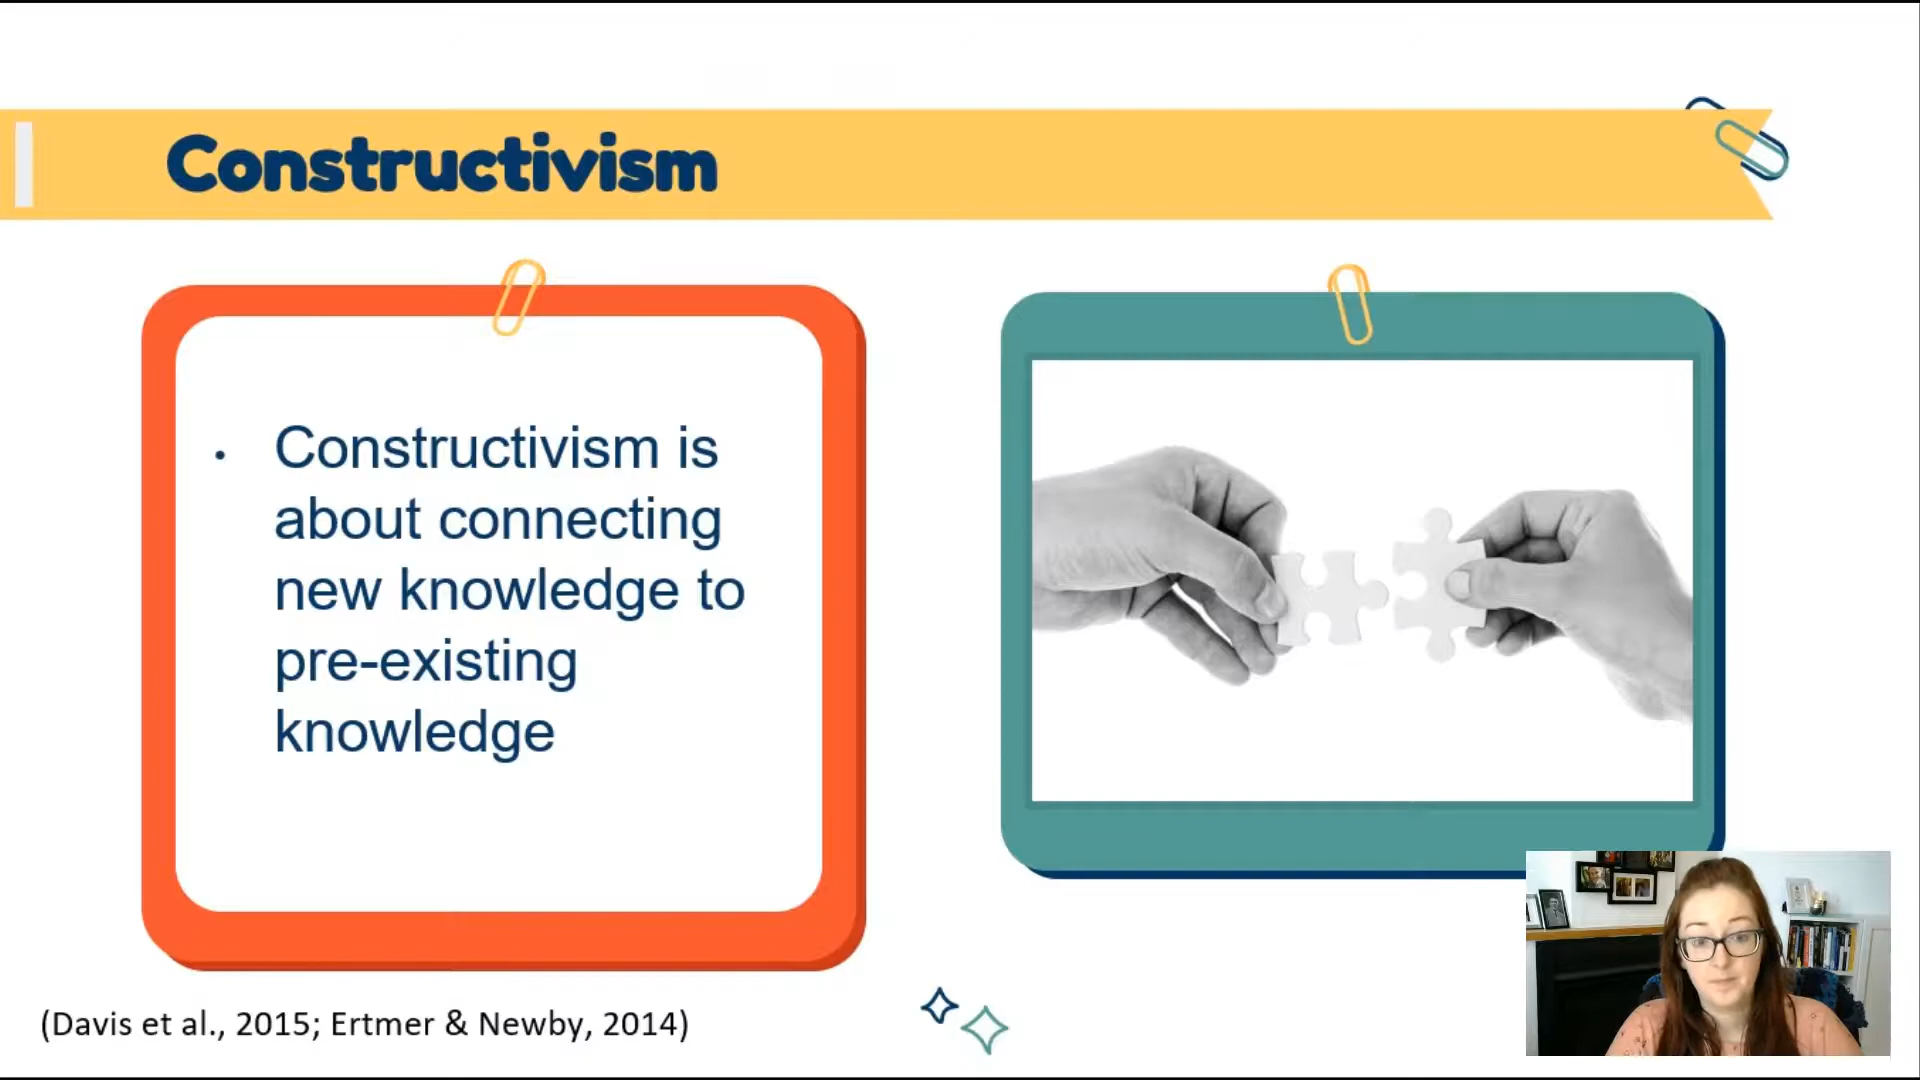 Constructivism
• Constructivism is
about connecting
new knowledge to
pre-existing
knowledge
(Davis et al., 2015; Ertmer & Newby, 2014)